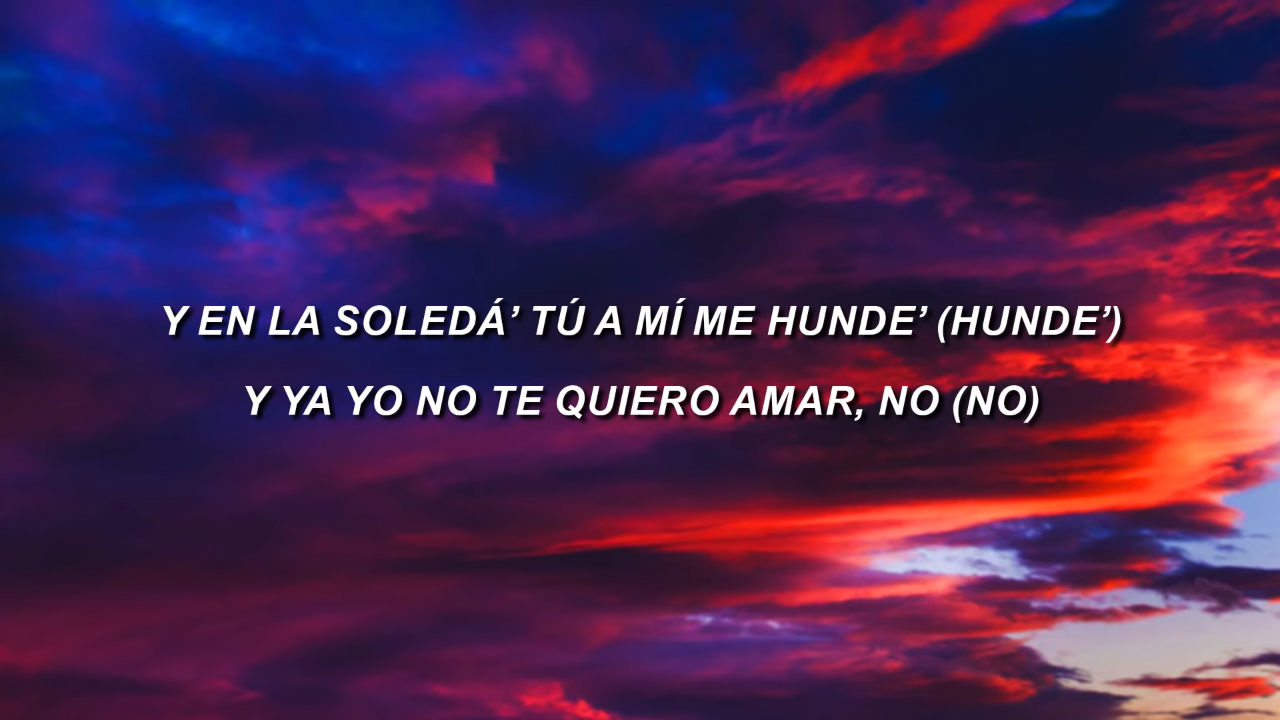 Y EN LA SOLEDÁ’ TÚ A MÍ ME HUNDE’ (HUNDE’)
Y YA YO NO TE QUIERO AMAR, NO (NO)